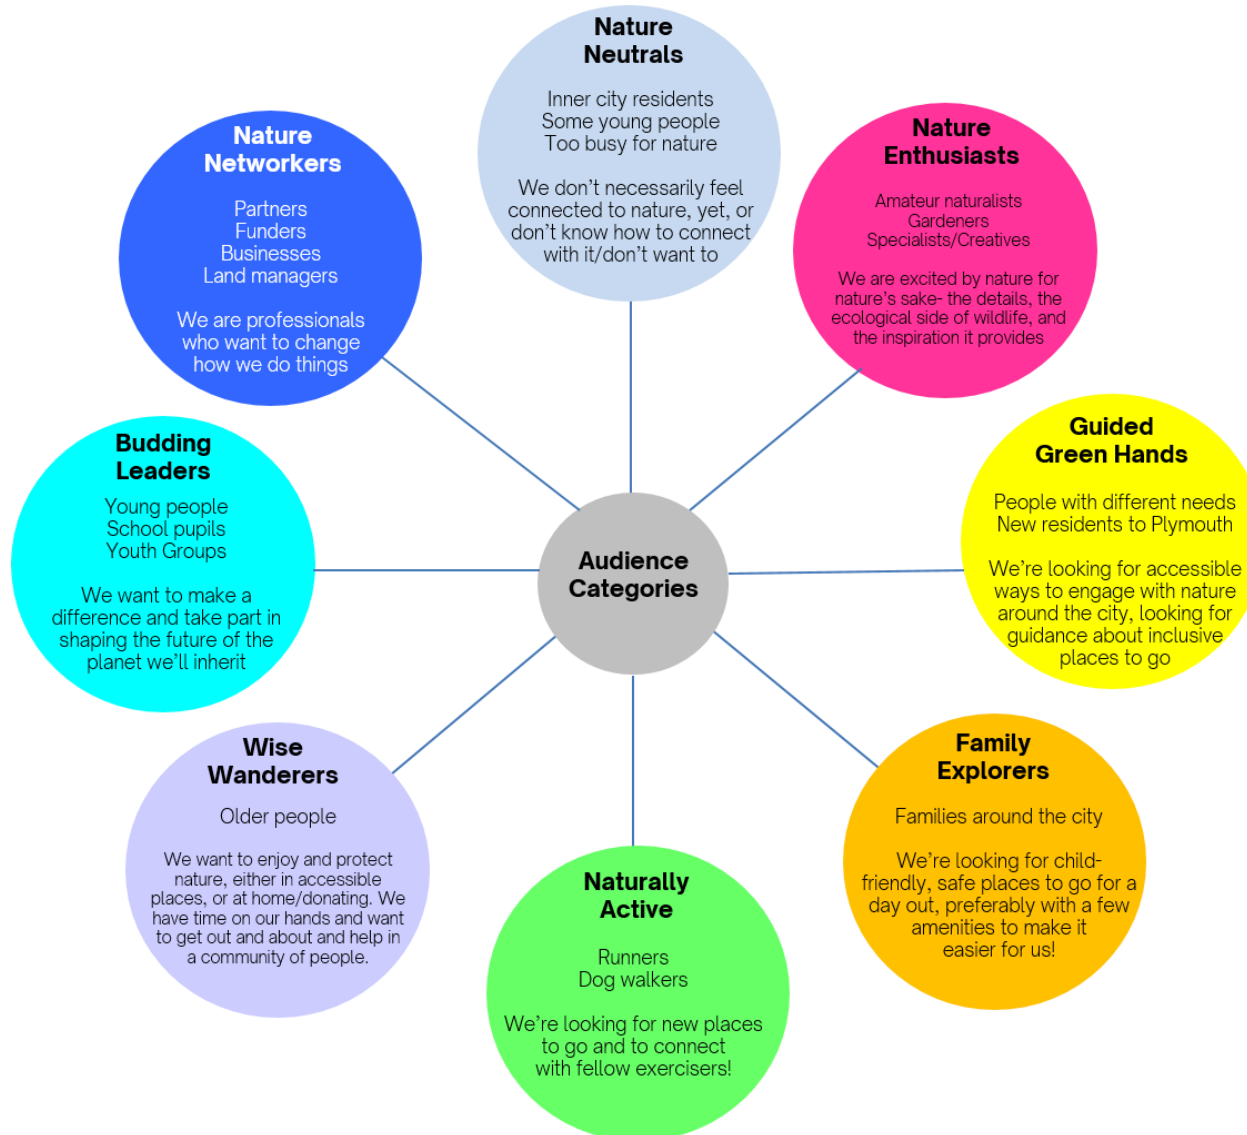 Nature
Neutrals
Inner city residents
Some young people
Too busy for nature
We don’t necessarily feel
connected to nature, yet, or
don’t know how to connect
with it/don’t want to
Nature
Enthusiasts
Amateur naturalists
Gardeners
Specialists/Creatives
We are excited by nature for
nature’s sake- the details, the
ecological side of wildlife, and
the inspiration it provides
Guided
Green Hands
People with different needs
New residents to Plymouth
We’re looking for accessible
ways to engage with nature
around the city, looking for
guidance about inclusive
places to go
Family
Explorers
Families around the city
We’re looking for child-
friendly, safe places to go for a
day out, preferably with a few
amenities to make it
easier for us!
Naturally
Active
Runners
Dog walkers
We’re looking for new places
to go and to connect
with fellow exercisers!
Wise
Wanderers
Older people
We want to enjoy and protect
nature, either in accessible
places, or at home/donating. We
have time on our hands and want
to get out and about and help in
a community of people.
Budding
Leaders
Young people
School pupils
Youth Groups
We want to make a
difference and take part in
shaping the future of the
planet we’ll inherit
Nature
Networkers
Partners
Funders
Businesses
Land managers
We are professionals
who want to change
how we do things
Audience
Categories